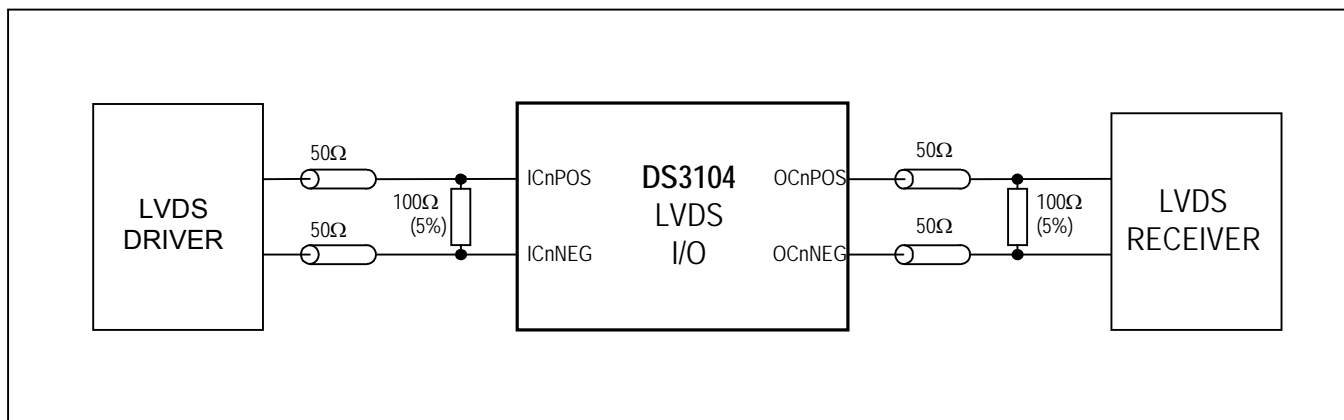 LVDS
DRIVER
50Ω
50Ω
100Ω
(5%)
ICnPOS
ICnNEG
DS3104
LVDS
I/O
OCnPOS
OCnNEG
50Ω
50Ω
100Ω
(5%)
LVDS
RECEIVER